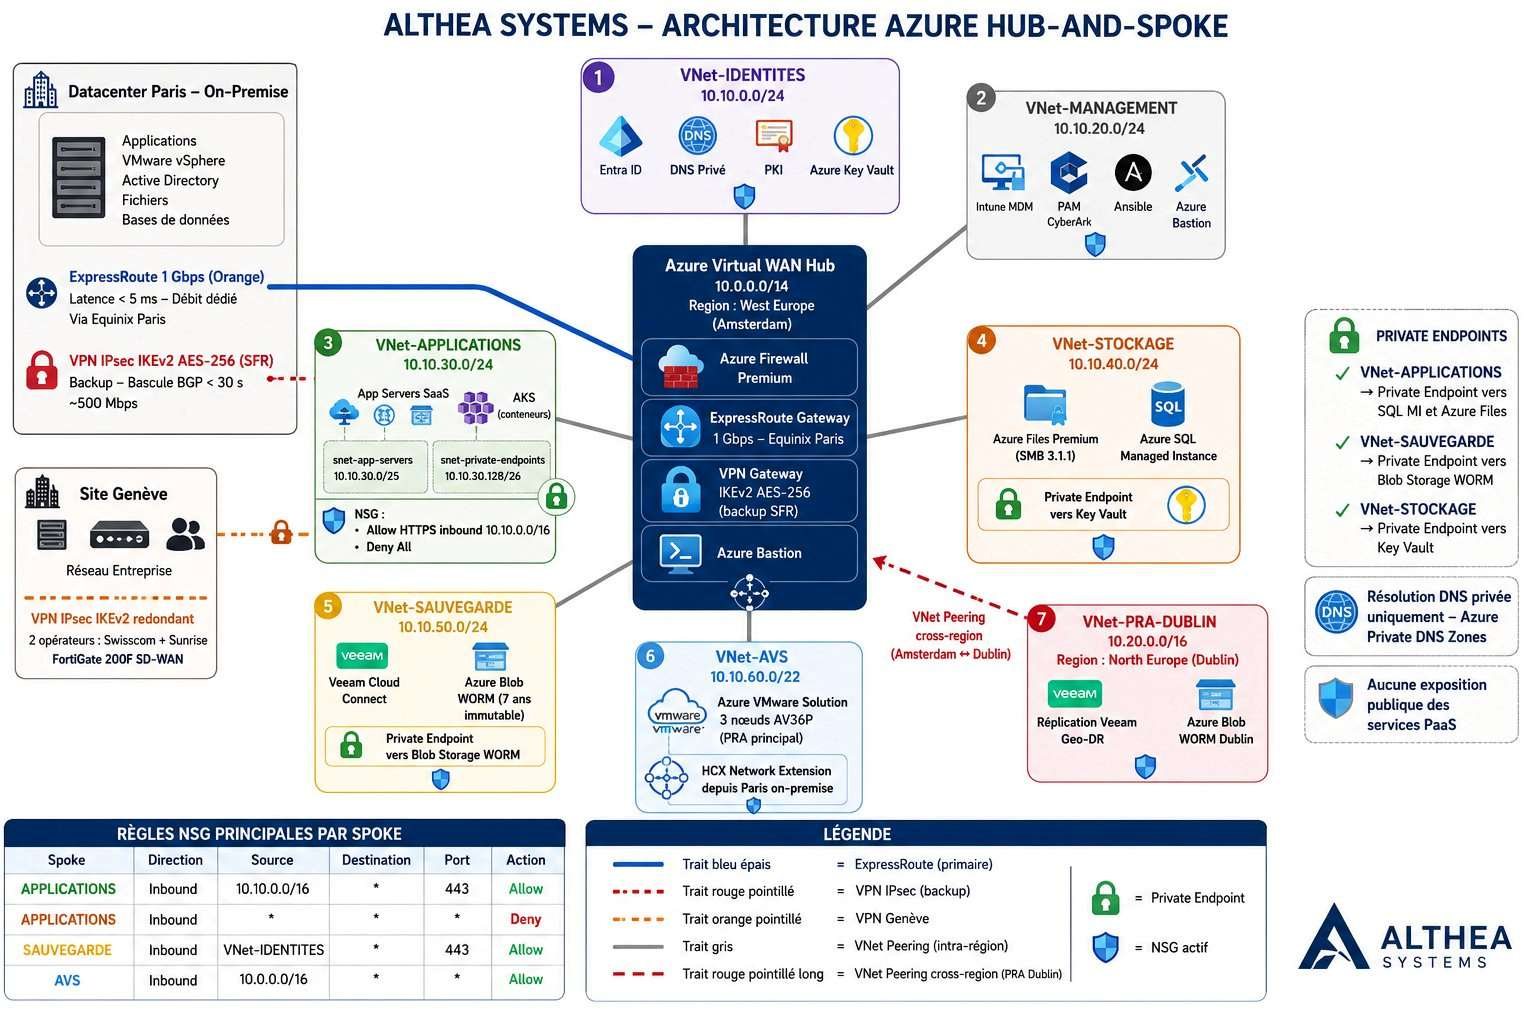 ALTHEA SYSTEMS – ARCHITECTURE AZURE HUB-AND-SPOKE
Datacenter Paris – On-Premise
Applications
VMware vSphere
Active Directory
Fichiers
Bases de données
ExpressRoute 1 Gbps (Orange)
Latence < 5 ms – Débit dédié
Via Equinix Paris
VPN IPsec IKEv2 AES-256 (SFR)
Backup – Bascule BGP < 30 s
~500 Mbps
Site Genève
Réseau Entreprise
VPN IPsec IKEv2 redondant
2 opérateurs : Swisscom + Sunrise
FortiGate 200F SD-WAN
1
VNet-IDENTITES
10.10.0.0/24
Entra ID
DNS
DNS Privé
PKI
Azure Key Vault
2
VNet-MANAGEMENT
10.10.20.0/24
Intune MDM
PAM
CyberArk
A
Ansible
Azure
Bastion
Azure Virtual WAN Hub
10.0.0.0/14
Region : West Europe
(Amsterdam)
Azure Firewall
Premium
ExpressRoute Gateway
1 Gbps – Equinix Paris
VPN Gateway
IKEv2 AES-256
(backup SFR)
Azure Bastion
3
VNet-APPLICATIONS
10.10.30.0/24
App Servers SaaS
AKS
(conteneurs)
snet-app-servers
10.10.30.0/25
snet-private-endpoints
10.10.30.128/26
NSG :
• Allow HTTPS inbound 10.10.0.0/16
• Deny All
4
VNet-STOCKAGE
10.10.40.0/24
Azure Files Premium
(SMB 3.1.1)
SQL
Azure SQL
Managed Instance
Private Endpoint
vers Key Vault
5
VNet-SAUVEGARDE
10.10.50.0/24
veeam
Veeam Cloud
Connect
Azure Blob
WORM (7 ans
immutable)
Private Endpoint
vers Blob Storage WORM
6
VNet-AVS
10.10.60.0/22
vmware
vmware
Azure VMware Solution
3 nœuds AV36P
(PRA principal)
HCX Network Extension
depuis Paris on-premise
VNet Peering
cross-region
(Amsterdam ↔ Dublin)
7
VNet-PRA-DUBLIN
10.20.0.0/16
Region : North Europe (Dublin)
veeam
Réplication Veeam
Geo-DR
Azure Blob
WORM Dublin
PRIVATE ENDPOINTS
✓ VNet-APPLICATIONS
→ Private Endpoint vers
SQL MI et Azure Files
✓ VNet-SAUVEGARDE
→ Private Endpoint vers
Blob Storage WORM
✓ VNet-STOCKAGE
→ Private Endpoint vers
Key Vault
DNS
Résolution DNS privée
uniquement – Azure
Private DNS Zones
Aucune exposition
publique des
services PaaS
RÈGLES NSG PRINCIPALES PAR SPOKE
Spoke Direction Source Destination Port Action
APPLICATIONS Inbound 10.10.0.0/16 * 443 Allow
APPLICATIONS Inbound * * * Deny
SAUVEGARDE Inbound VNet-IDENTITES * 443 Allow
AVS Inbound 10.0.0.0/16 * * Allow
LÉGENDE
Trait bleu épais = ExpressRoute (primaire)
Trait rouge pointillé = VPN IPsec (backup)
Trait orange pointillé = VPN Genève
Trait gris = VNet Peering (intra-région)
Trait rouge pointillé long = VNet Peering cross-region (PRA Dublin)
= Private Endpoint
= NSG actif
ALTHEA
SYSTEMS